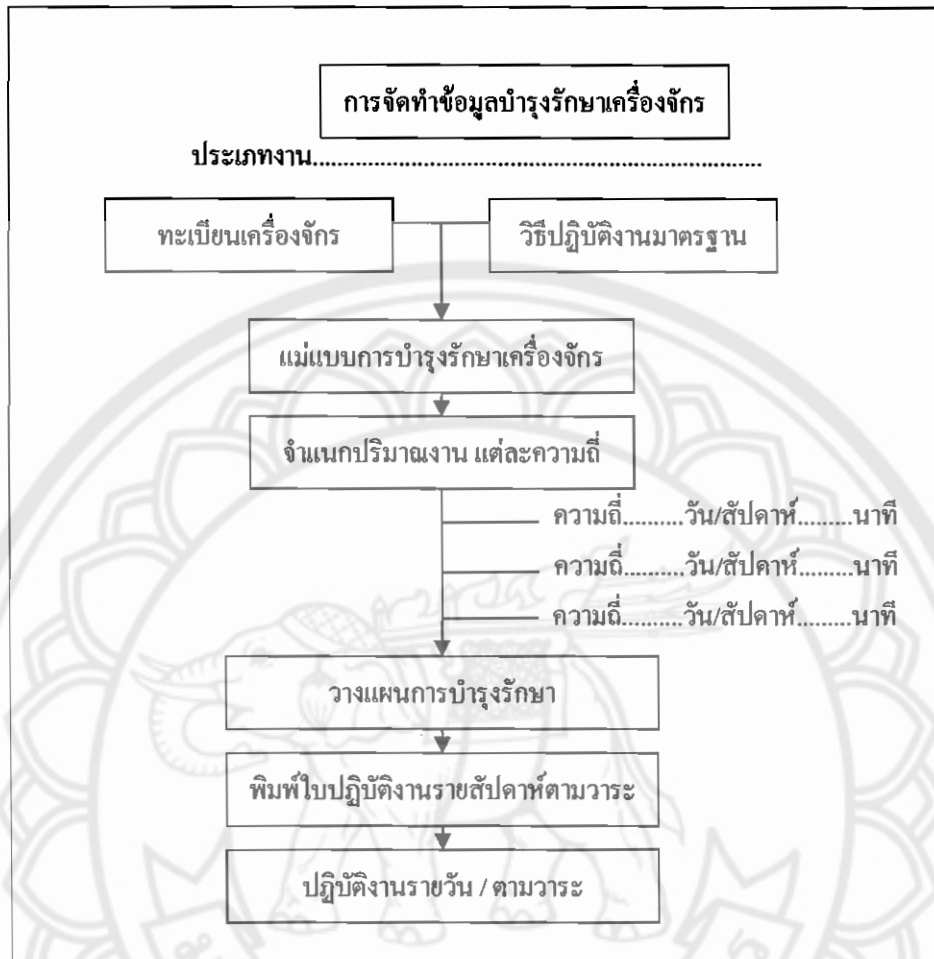 การจัดทำข้อมูลบำรุงรักษาเครื่องจักร
ประเภทงาน....................................................................
ทะเบียนเครื่องจักร
วิธีปฏิบัติงานมาตรฐาน
แม่แบบการบำรุงรักษาเครื่องจักร
จำแนกปริมาณงาน แต่ละความถี่
ความถี่..........วัน/สัปดาห์.........นาที
ความถี่..........วัน/สัปดาห์.........นาที
ความถี่..........วัน/สัปดาห์.........นาที
วางแผนการบำรุงรักษา
พิมพ์ใบปฏิบัติงานรายสัปดาห์ตามวาระ
ปฏิบัติงานรายวัน / ตามวาระ